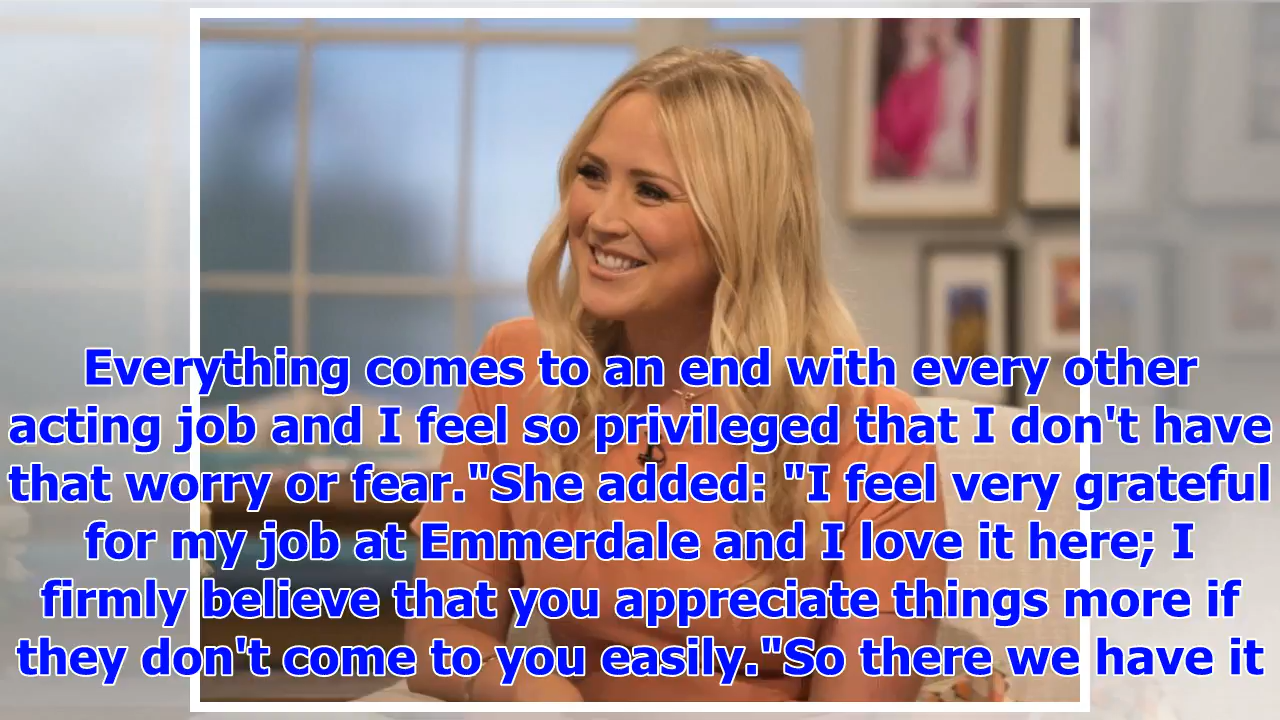 Everything comes to an end with every other
acting job and I feel so privileged that I don't have
that worry or fear."She added: "I feel very grateful
for my job at Emmerdale and I love it here; I
firmly believe that you appreciate things more if
they don't come to you easily."So there we have it